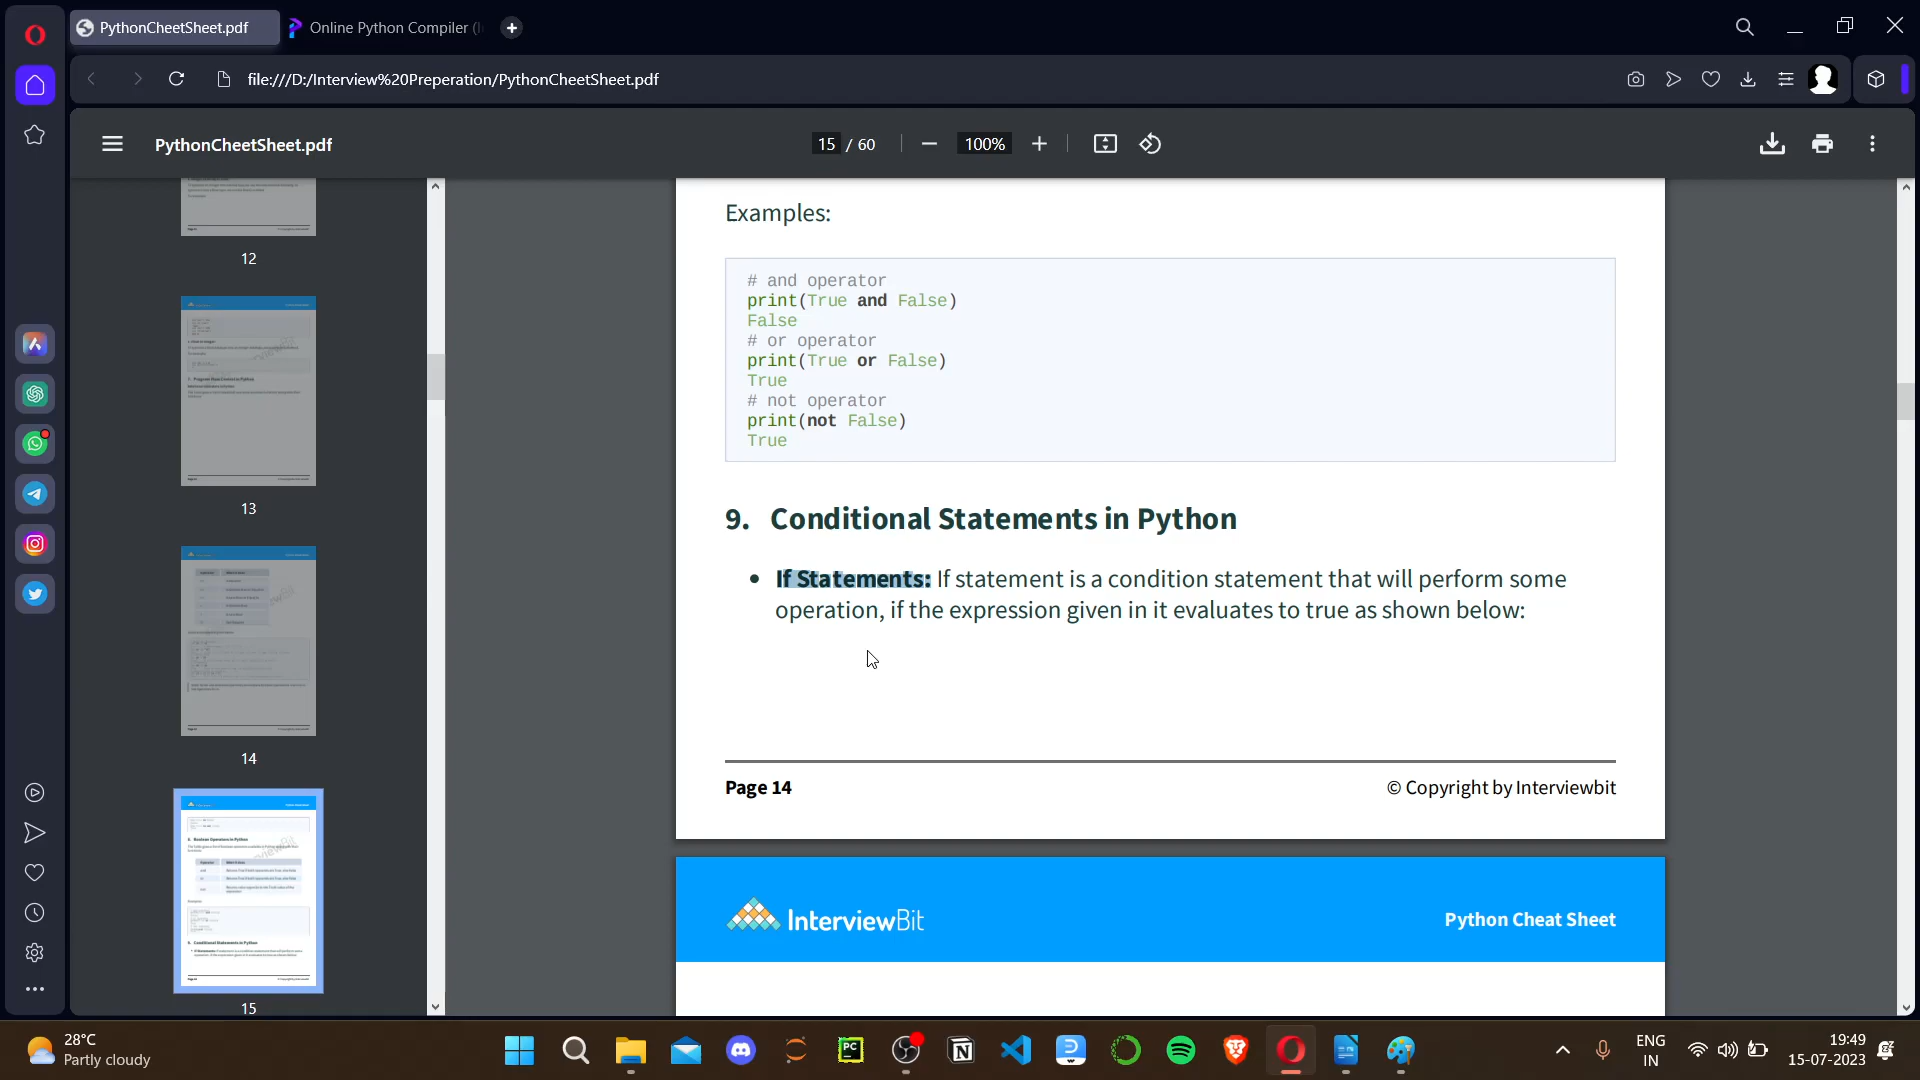 PythonCheetSheet.pdf
Online Python Compiler (
file:///D:/Interview%20Preperation/PythonCheetSheet.pdf
PythonCheetSheet.pdf
15 / 60
100%
12
13
14
15
Examples:
# and operator
print(True and False)
False
# or operator
print(True or False)
True
# not operator
print(not False)
True
9. Conditional Statements in Python
• If Statements: If statement is a condition statement that will perform some
operation, if the expression given in it evaluates to true as shown below:
Page 14
© Copyright by Interviewbit
InterviewBit
Python Cheat Sheet
28°C
Partly cloudy
PC
ENG
IN
19:49
15-07-2023